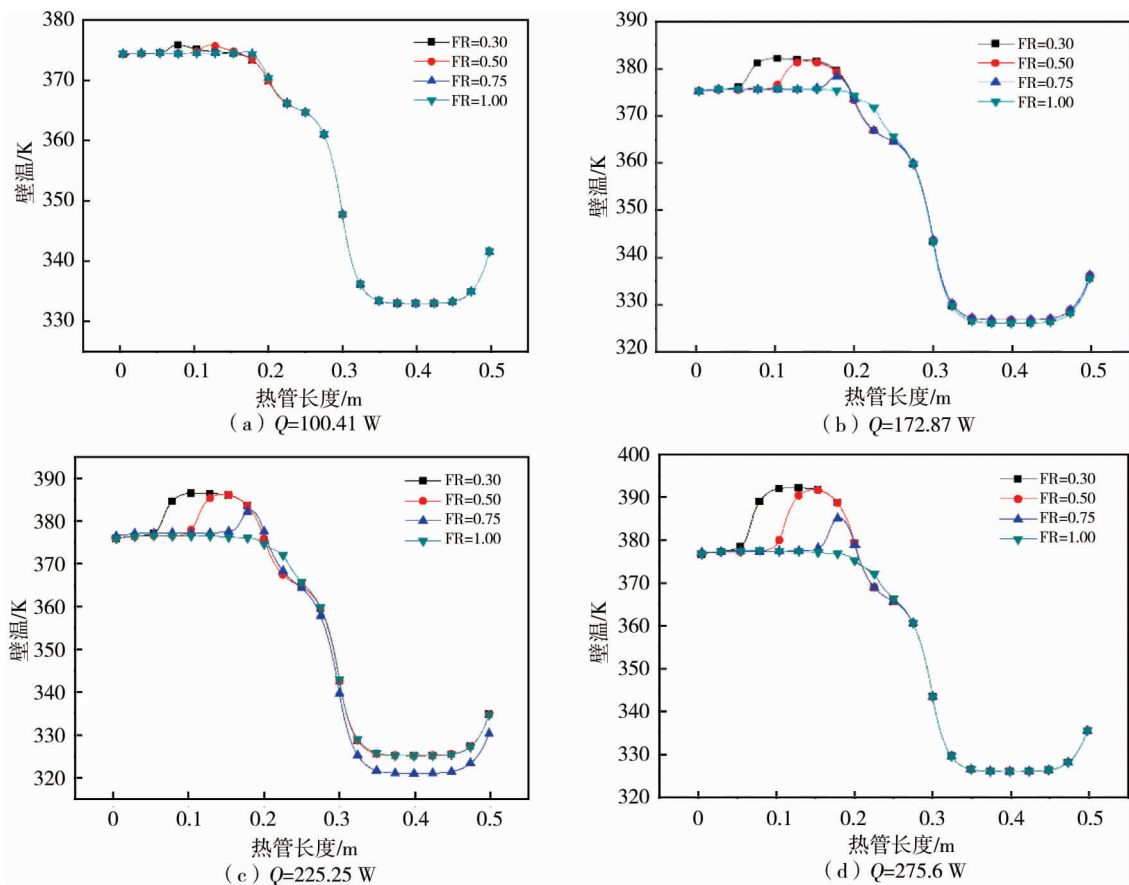 380
370
360
350
340
330
壁温/K
FR=0.30
FR=0.50
FR=0.75
FR=1.00
0
0.1
0.2
0.3
0.4
0.5
热管长度/m
（a）Q=100.41 W
390
380
370
360
350
340
330
320
壁温/K
FR=0.30
FR=0.50
FR=0.75
FR=1.00
0
0.1
0.2
0.3
0.4
0.5
热管长度/m
（b）Q=172.87 W
390
380
370
360
350
340
330
320
壁温/K
FR=0.30
FR=0.50
FR=0.75
FR=1.00
0
0.1
0.2
0.3
0.4
0.5
热管长度/m
（c）Q=225.25 W
400
390
380
370
360
350
340
330
320
壁温/K
FR=0.30
FR=0.50
FR=0.75
FR=1.00
0
0.1
0.2
0.3
0.4
0.5
热管长度/m
（d）Q=275.6 W